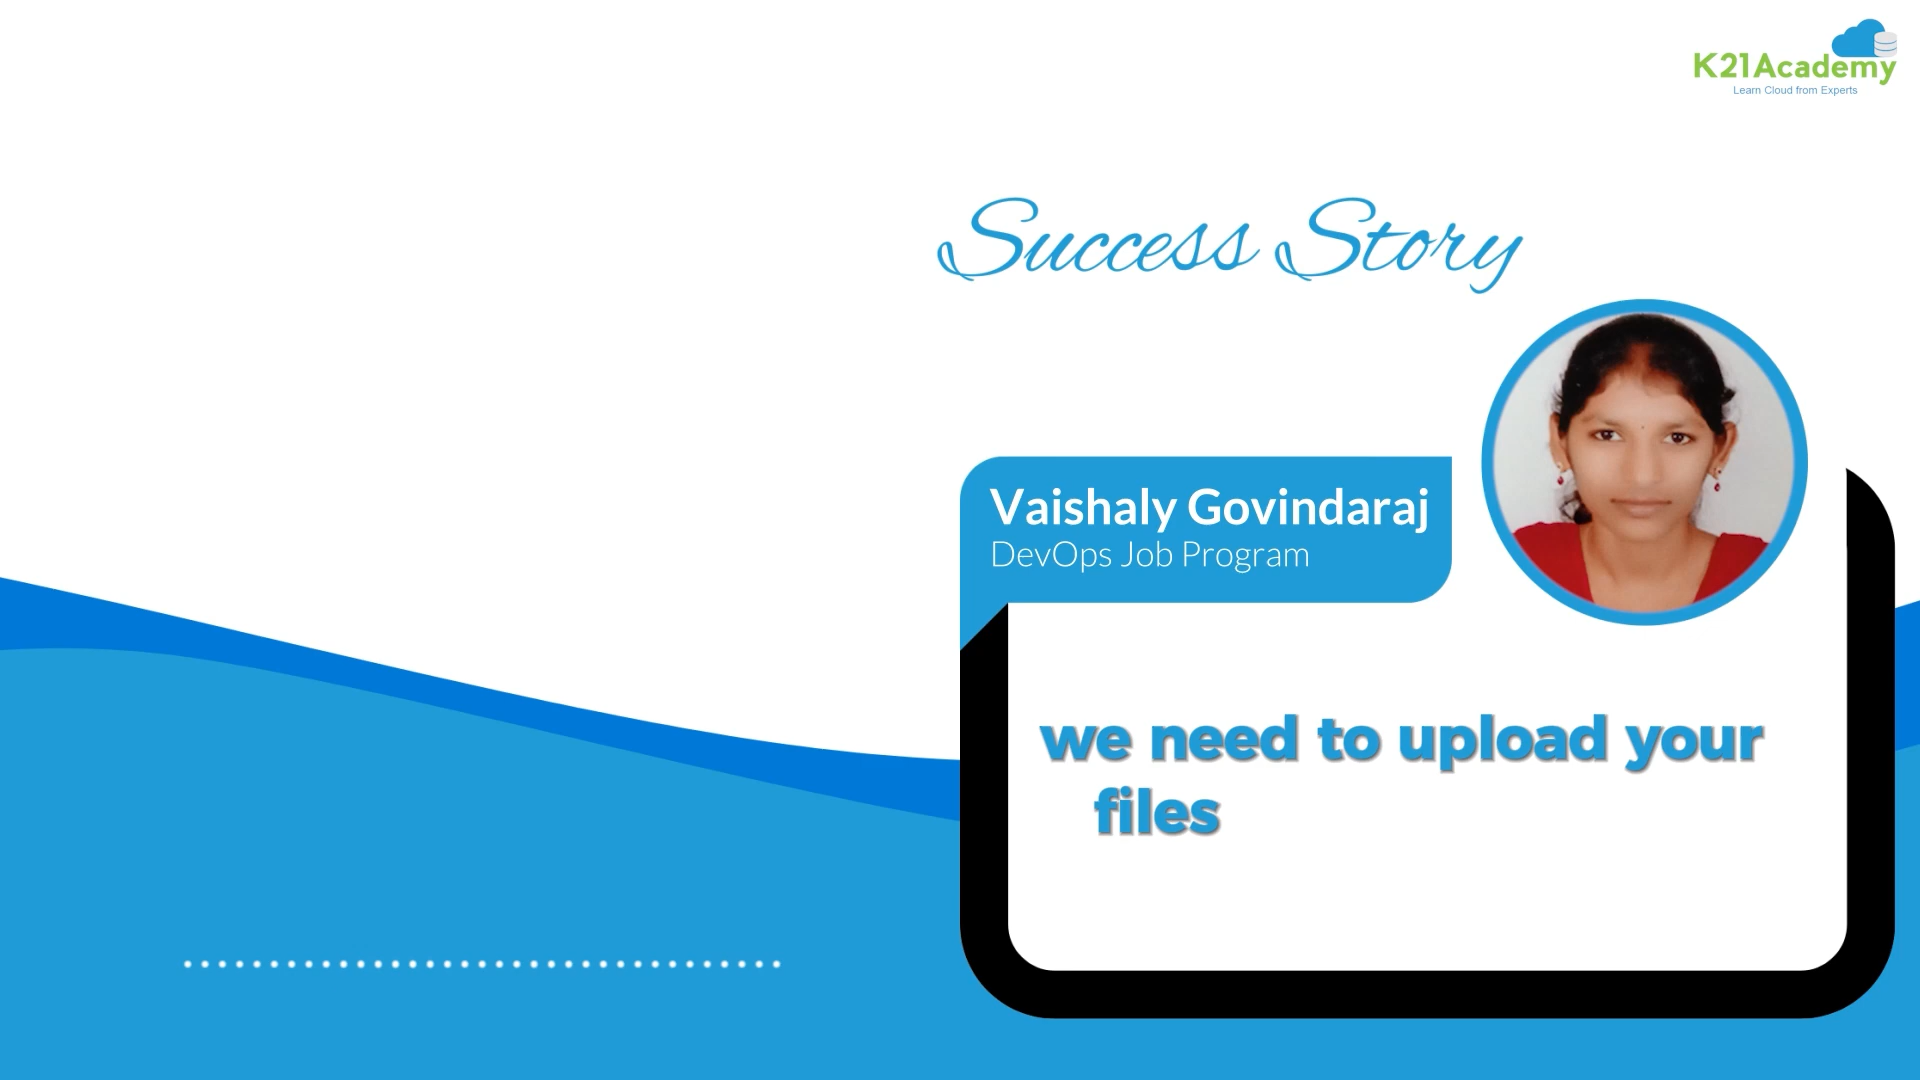 K21Academy
Learn Cloud from Experts
Success Story
Vaishaly Govindaraj
DevOps Job Program
we need to upload your
files